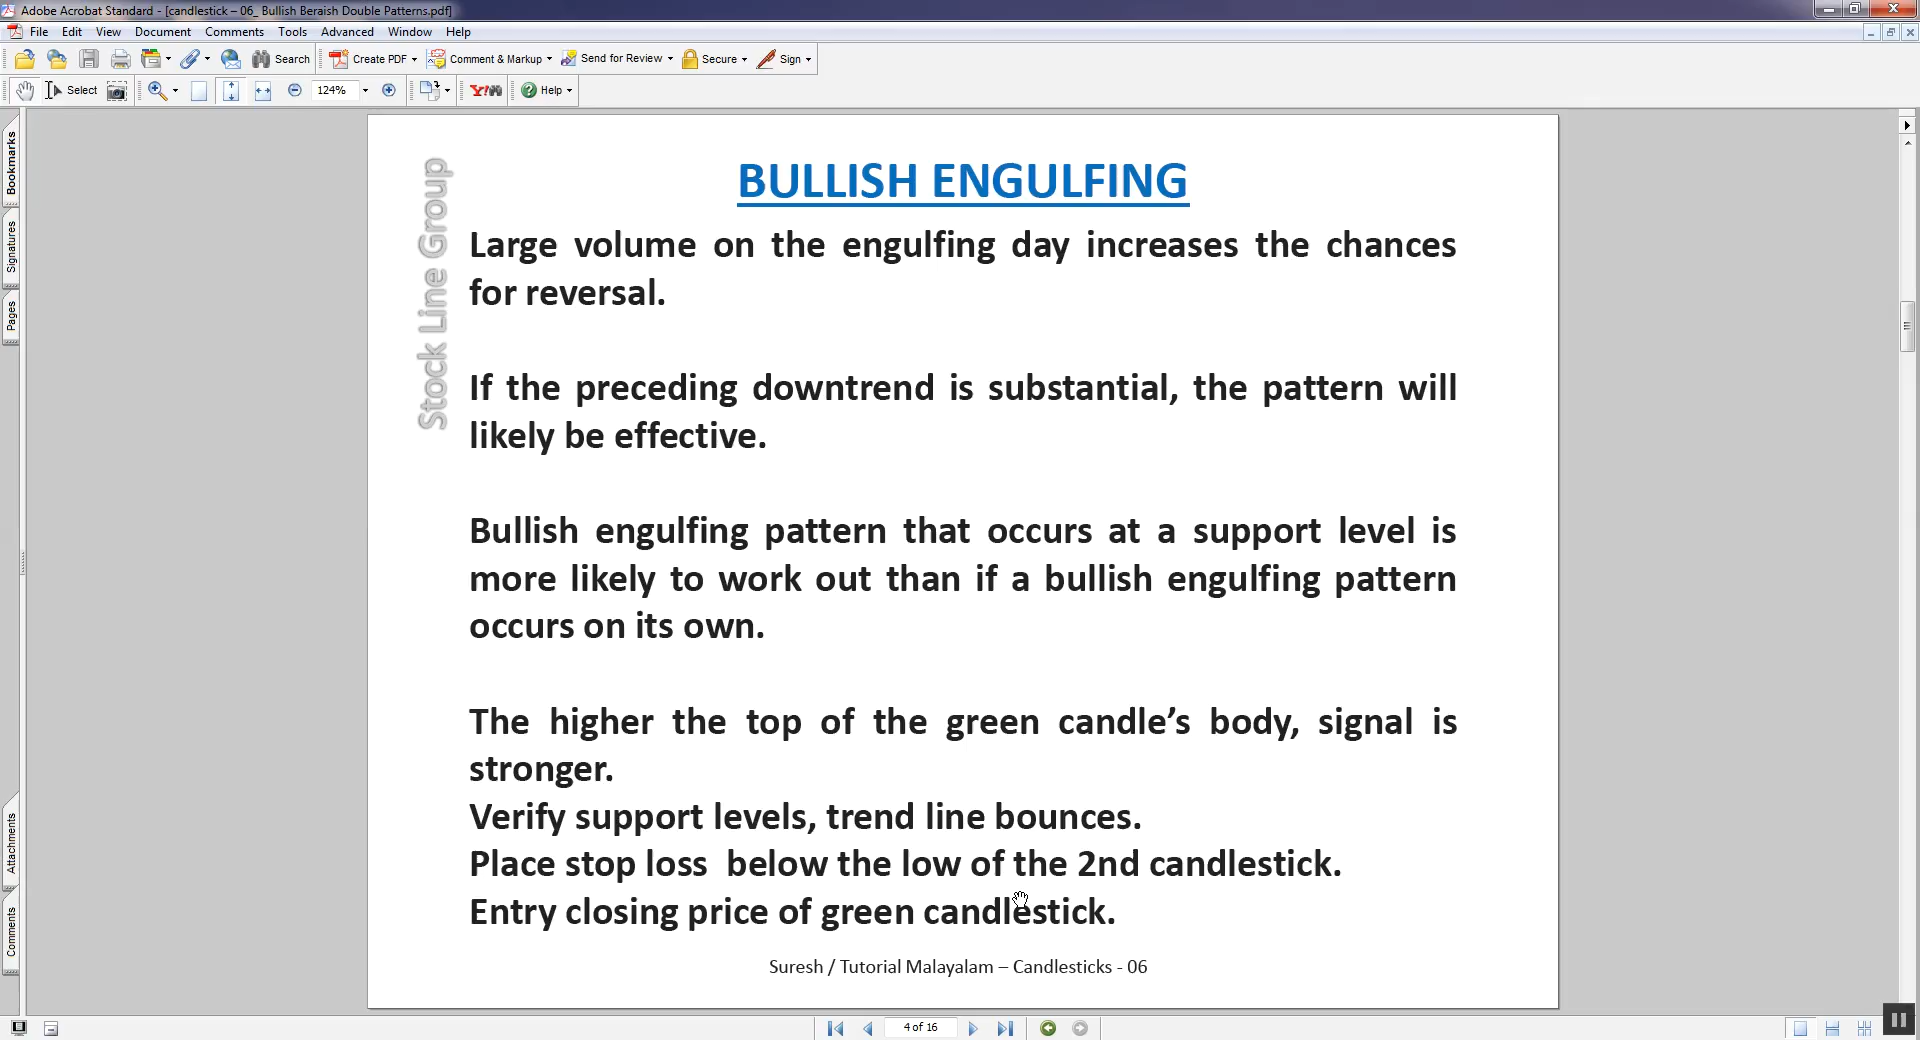 Adobe Acrobat Standard - [candlestick – 06_ Bullish Beraish Double Patterns.pdf]
File Edit View Document Comments Tools Advanced Window Help
Search Create PDF Comment & Markup Send for Review Secure Sign
Select 124% Y! Help
Bookmarks
Signatures
Pages
Attachments
Comments
Stock Line Group
BULLISH ENGULFING
Large volume on the engulfing day increases the chances
for reversal.
If the preceding downtrend is substantial, the pattern will
likely be effective.
Bullish engulfing pattern that occurs at a support level is
more likely to work out than if a bullish engulfing pattern
occurs on its own.
The higher the top of the green candle’s body, signal is
stronger.
Verify support levels, trend line bounces.
Place stop loss  below the low of the 2nd candlestick.
Entry closing price of green candlestick.
Suresh / Tutorial Malayalam – Candlesticks - 06
4 of 16